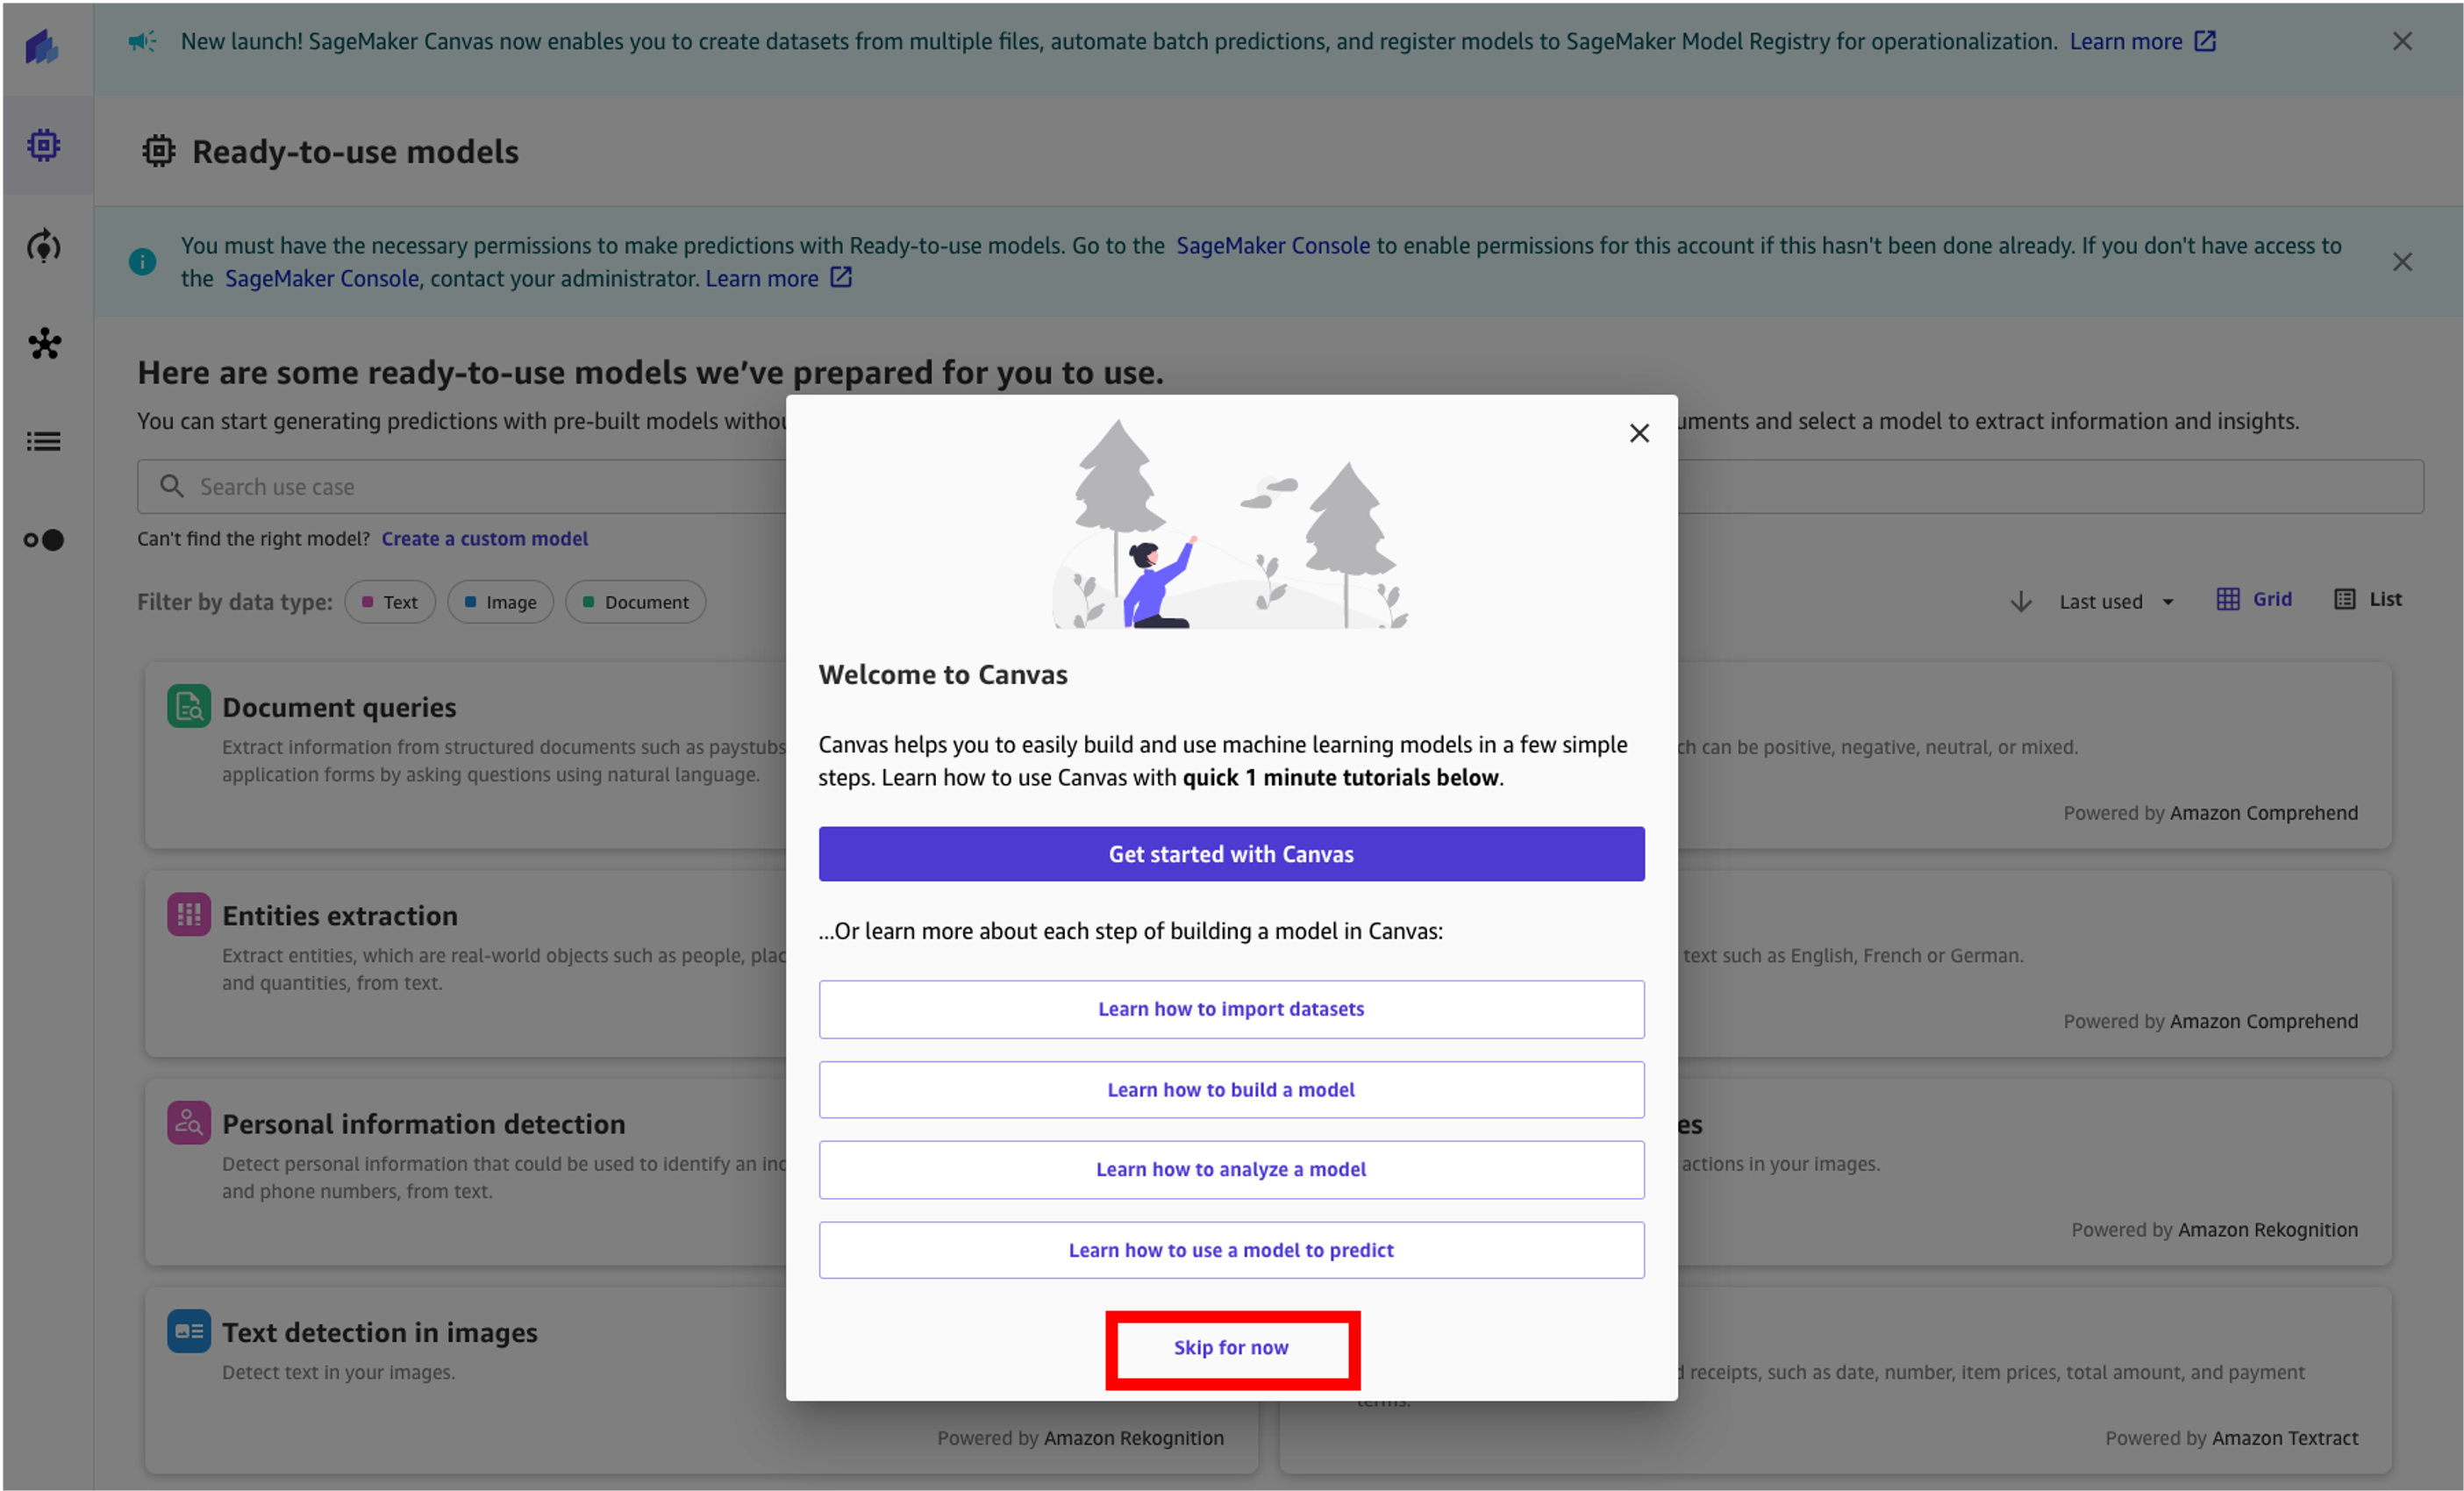 New launch! SageMaker Canvas now enables you to create datasets from multiple files, automate batch predictions, and register models to SageMaker Model Registry for operationalization. Learn more
Ready-to-use models
You must have the necessary permissions to make predictions with Ready-to-use models. Go to the SageMaker Console to enable permissions for this account if this hasn't been done already. If you don't have access to
the SageMaker Console, contact your administrator. Learn more
Here are some ready-to-use models we’ve prepared for you to use.
You can start generating predictions with pre-built models
and select a model to extract information and insights.
Search use case
Can't find the right model? Create a custom model
Filter by data type: Text Image Document
Last used Grid List
Document queries
Extract information from structured documents such as paystubs
application forms by asking questions using natural language.
can be positive, negative, neutral, or mixed.
Powered by Amazon Comprehend
Entities extraction
Extract entities, which are real-world objects such as people,
and quantities, from text.
text such as English, French or German.
Powered by Amazon Comprehend
Personal information detection
Detect personal information that could be used to identify an
and phone numbers, from text.
actions in your images.
Powered by Amazon Rekognition
Text detection in images
Detect text in your images.
Powered by Amazon Rekognition
receipts, such as date, number, item prices, total amount, and payment
terms.
Powered by Amazon Textract
Welcome to Canvas
Canvas helps you to easily build and use machine learning models in a few simple
steps. Learn how to use Canvas with quick 1 minute tutorials below.
Get started with Canvas
...Or learn more about each step of building a model in Canvas:
Learn how to import datasets
Learn how to build a model
Learn how to analyze a model
Learn how to use a model to predict
Skip for now